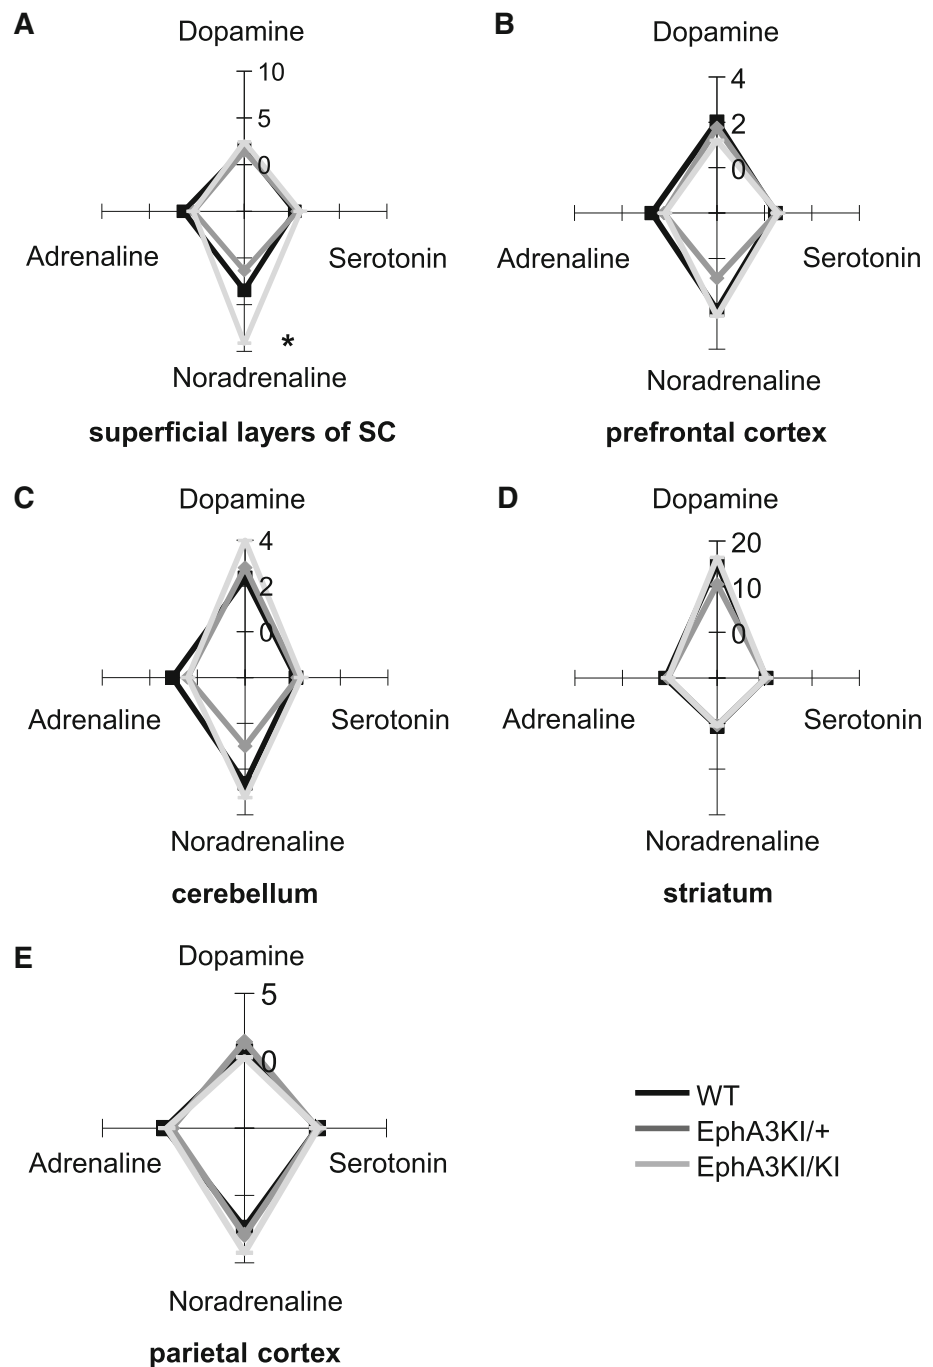 A
Dopamine
10
5
0
Adrenaline
Serotonin
*
Noradrenaline
superficial layers of SC
B
Dopamine
4
2
0
Adrenaline
Serotonin
Noradrenaline
prefrontal cortex
C
Dopamine
4
2
0
Adrenaline
Serotonin
Noradrenaline
cerebellum
D
Dopamine
20
10
0
Adrenaline
Serotonin
Noradrenaline
striatum
E
Dopamine
5
0
Adrenaline
Serotonin
Noradrenaline
parietal cortex
WT
EphA3KI/+
EphA3KI/KI